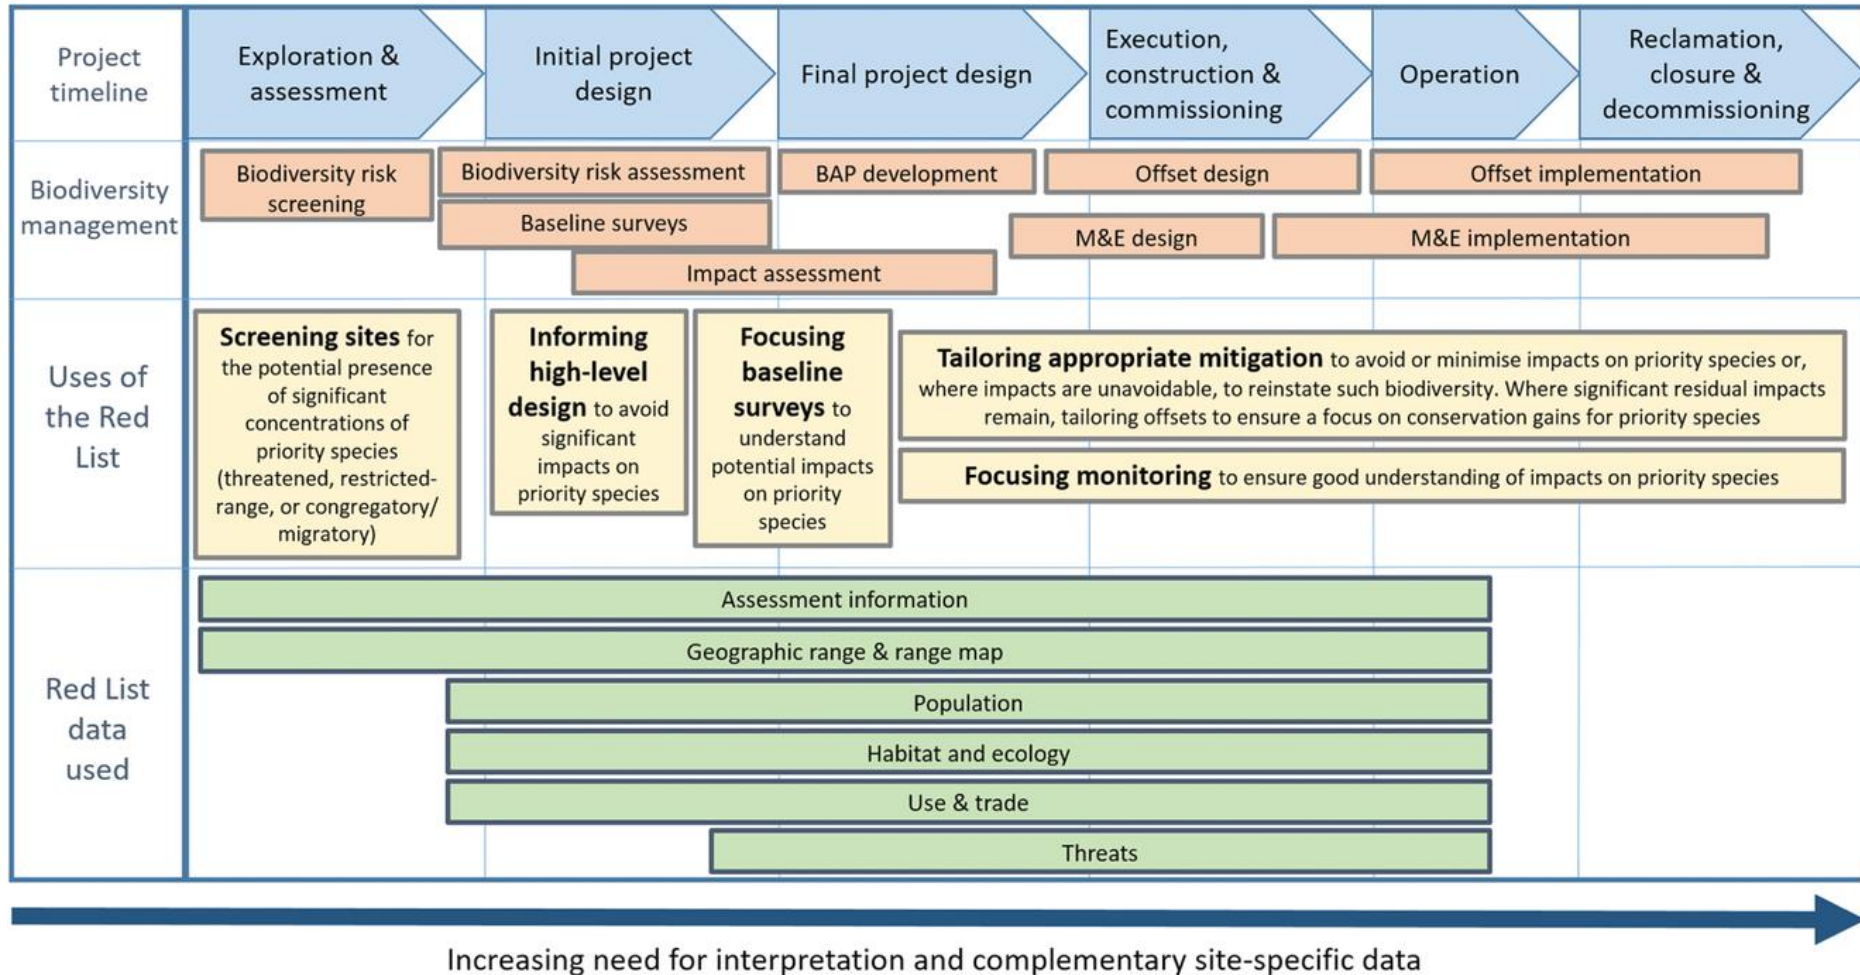 Project
timeline
Exploration &
assessment
Initial project
design
Final project design
Execution,
construction &
commissioning
Operation
Reclamation,
closure &
decommissioning
Biodiversity
management
Biodiversity risk
screening
Biodiversity risk assessment
Baseline surveys
Impact assessment
BAP development
Offset design
Offset implementation
M&E design
M&E implementation
Uses of
the Red
List
Screening sites for
the potential presence
of significant
concentrations of
priority species
(threatened, restricted-
range, or congregatory/
migratory)
Informing
high-level
design to avoid
significant
impacts on
priority species
Focusing
baseline
surveys to
understand
potential impacts
on priority
species
Tailoring appropriate mitigation to avoid or minimise impacts on priority species or,
where impacts are unavoidable, to reinstate such biodiversity. Where significant residual impacts
remain, tailoring offsets to ensure a focus on conservation gains for priority species
Focusing monitoring to ensure good understanding of impacts on priority species
Red List
data
used
Assessment information
Geographic range & range map
Population
Habitat and ecology
Use & trade
Threats
Increasing need for interpretation and complementary site-specific data